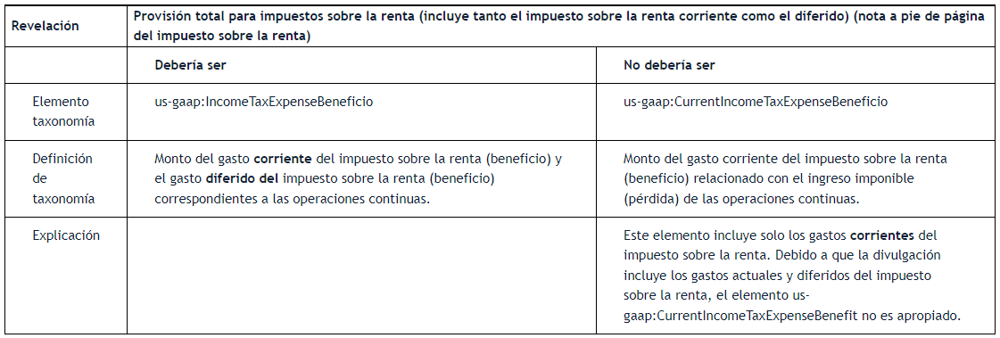 Revelación
Provisión total para impuestos sobre la renta (incluye tanto el impuesto sobre la renta corriente como el diferido) (nota a pie de página
del impuesto sobre la renta)
Debería ser
No debería ser
Elemento
taxonomía
us-gaap:IncomeTaxExpenseBeneficio
us-gaap:CurrentIncomeTaxExpenseBeneficio
Definición
de
taxonomía
Monto del gasto corriente del impuesto sobre la renta (beneficio) y
el gasto diferido del impuesto sobre la renta (beneficio)
correspondientes a las operaciones continuas.
Monto del gasto corriente del impuesto sobre la renta
(beneficio) relacionado con el ingreso imponible
(pérdida) de las operaciones continuas.
Explicación
Este elemento incluye solo los gastos corrientes del
impuesto sobre la renta. Debido a que la divulgación
incluye los gastos actuales y diferidos del impuesto
sobre la renta, el elemento us-
gaap:CurrentIncomeTaxExpenseBenefit no es apropiado.